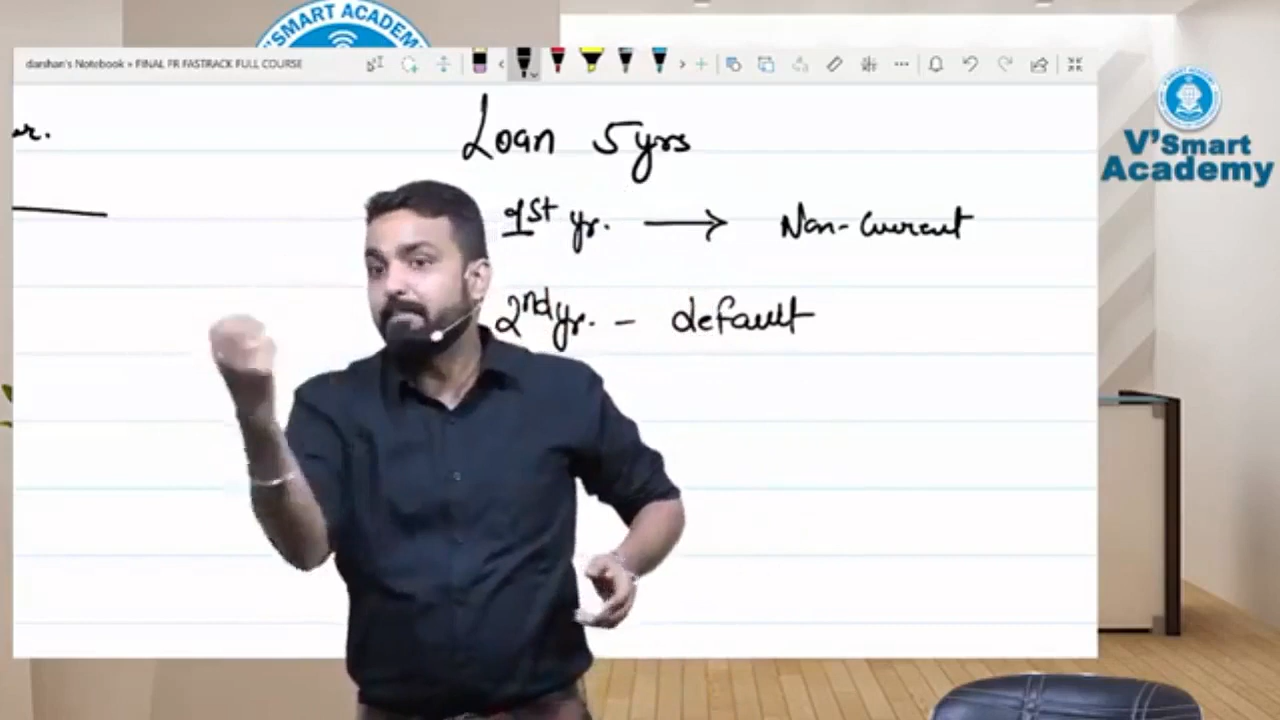 V'SMART ACADEMY
darshan's Notebook » FINAL FR FASTRACK FULL COURSE
Loan 5 yrs
1st yr. → Non-Current
2nd yr. - default
V'Smart
Academy